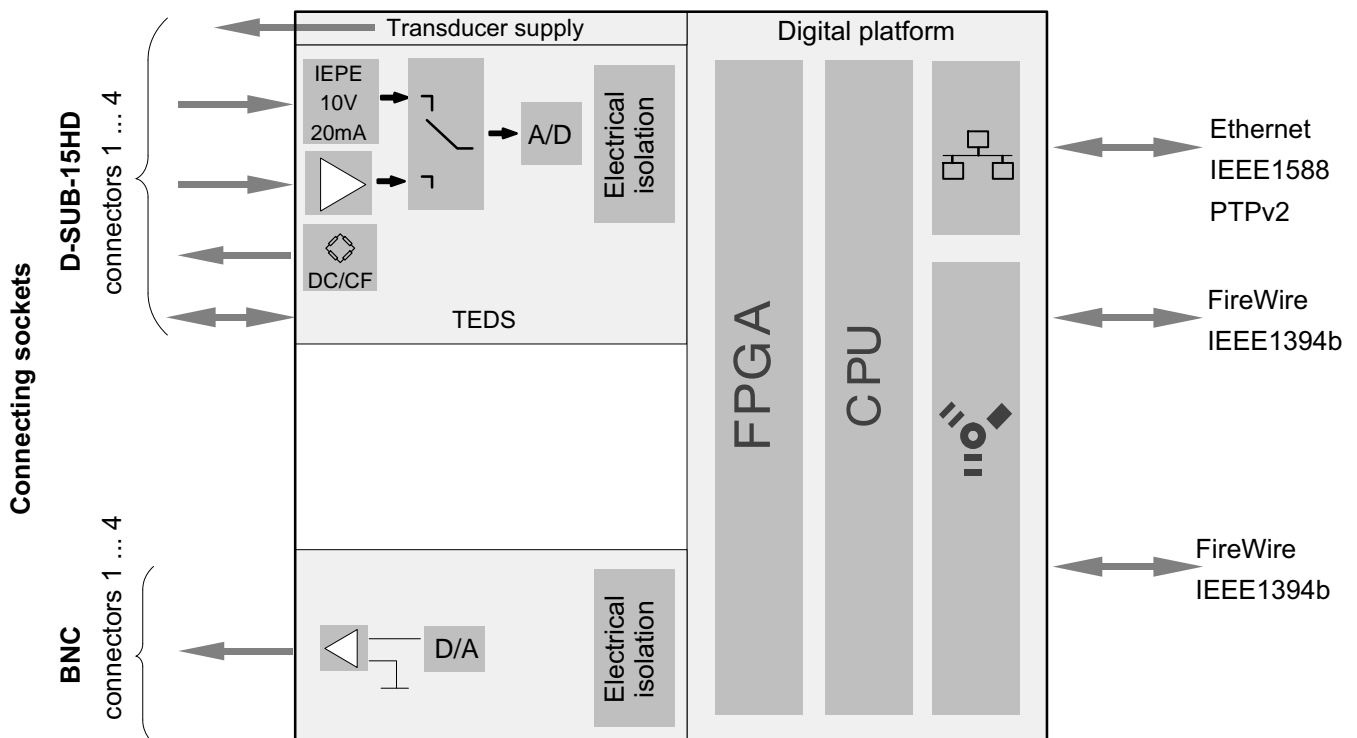 Transducer supply
Digital platform
IEPE
10V
20mA
A/D
Electrical
isolation
DC/CF
TEDS
FPGA
CPU
Ethernet
IEEE1588
PTPv2
FireWire
IEEE1394b
FireWire
IEEE1394b
Connecting sockets
D-SUB-15HD
connectors 1 ... 4
BNC
connectors 1 ... 4
D/A
Electrical
isolation